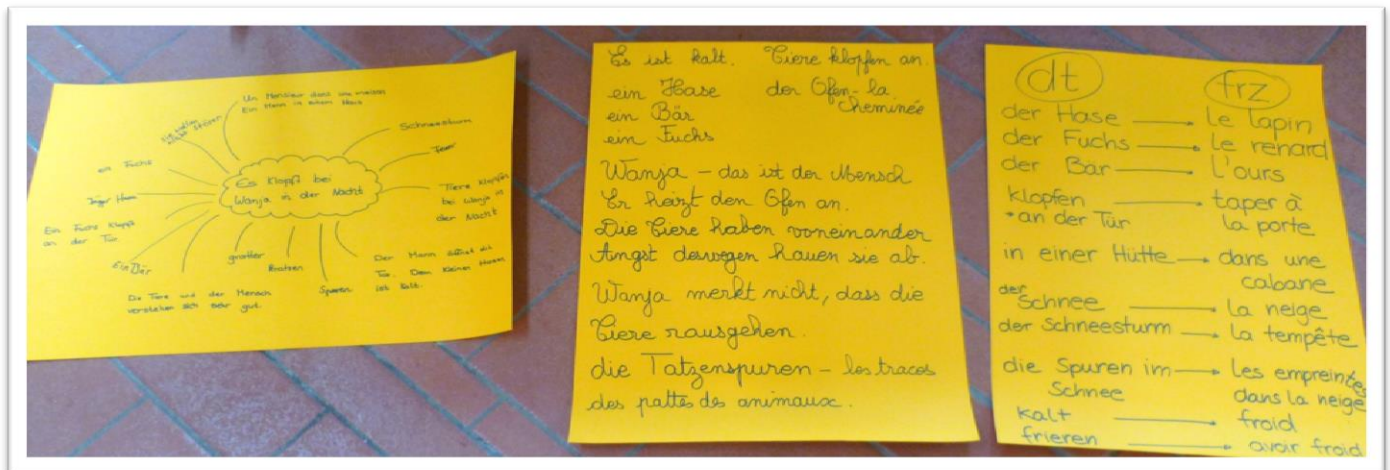 Un Monsieur dans une maison
Ein Mann in einem Haus
Schneesturm
Tiere klopfen
bei Wanja in
der Nacht
Der Mann
Tür. Dem kleinen Hasen
ist kalt.
Spuren
Kratzen
Die Tiere und der Mensch
verstehen sich sehr gut.
Ein Bär
Ein Fuchs klopft
an der Tür
Jäger
ein Fuchs
Es klopft bei
Wanja in der Nacht
Es ist kalt. Tiere klopfen an.
ein Hase der Ofen - la
cheminée
ein Bär
ein Fuchs
Wanja - das ist der Mensch
Er heizt den Ofen an.
Die Tiere haben voneinander
Angst deswegen hauen sie ab.
Wanja merkt nicht, dass die
Tiere rausgehen.
die Tatzenspuren - les traces
des pattes des animaux.
dt frz
der Hase → le lapin
der Fuchs → le renard
der Bär → l'ours
klopfen → taper à
an der Tür la porte
in einer Hütte → dans une
cabane
der
Schnee → la neige
der Schneesturm → la tempête
die Spuren im → les empreintes
Schnee dans la neige
kalt → froid
frieren → avoir froid